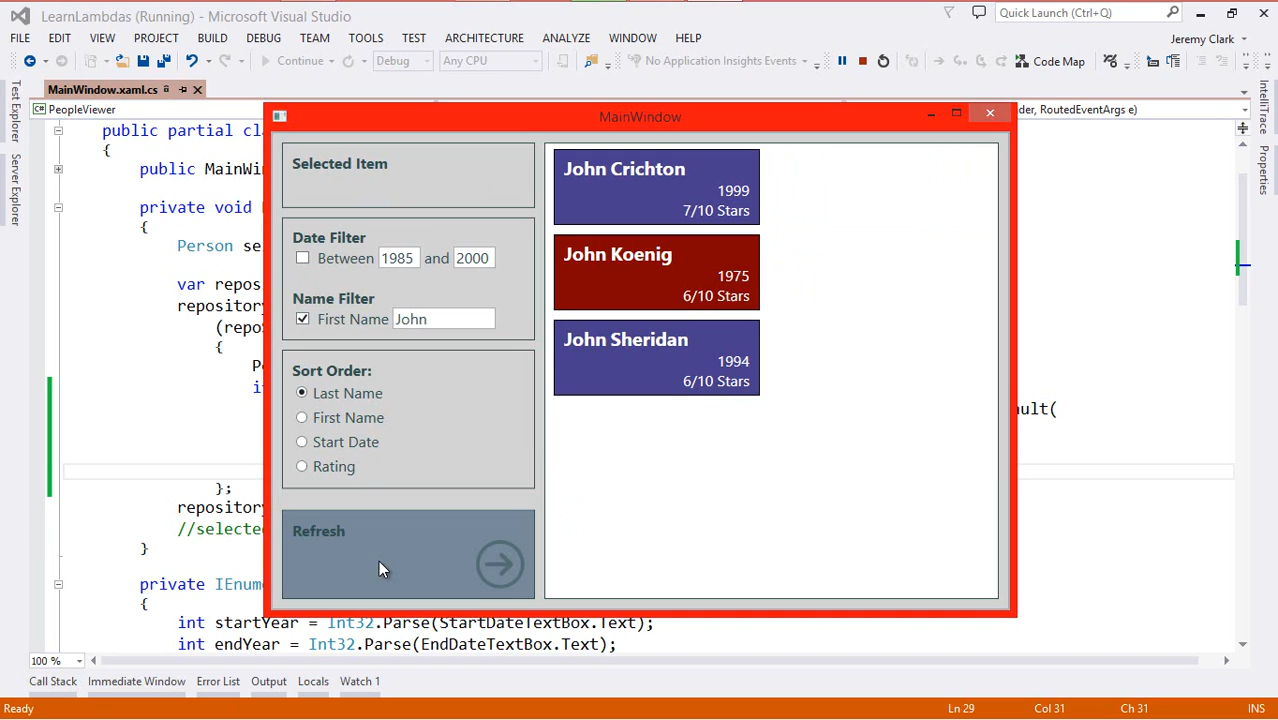 LearnLambdas (Running) - Microsoft Visual Studio
Quick Launch (Ctrl+Q)
FILE EDIT VIEW PROJECT BUILD DEBUG TEAM TOOLS TEST ARCHITECTURE ANALYZE WINDOW HELP
Jeremy Clark
Continue Debug Any CPU No Application Insights Events Code Map
MainWindow.xaml.cs
PeopleViewer
der, RoutedEventArgs e)
Test Explorer
Server Explorer
IntelliTrace
Properties
public partial cla
{
public MainWin
private void
{
Person se
var repos
repository
(repo
{
Pe
i
ault(
};
repository
//selected
}
private IEnume
{
int startYear = Int32.Parse(StartDateTextBox.Text);
int endYear = Int32.Parse(EndDateTextBox.Text);
MainWindow
Selected Item
Date Filter
Between 1985 and 2000
Name Filter
First Name John
Sort Order:
Last Name
First Name
Start Date
Rating
Refresh
John Crichton
1999
7/10 Stars
John Koenig
1975
6/10 Stars
John Sheridan
1994
6/10 Stars
100 %
Call Stack Immediate Window Error List Output Locals Watch 1
Ready Ln 29 Col 31 Ch 31 INS